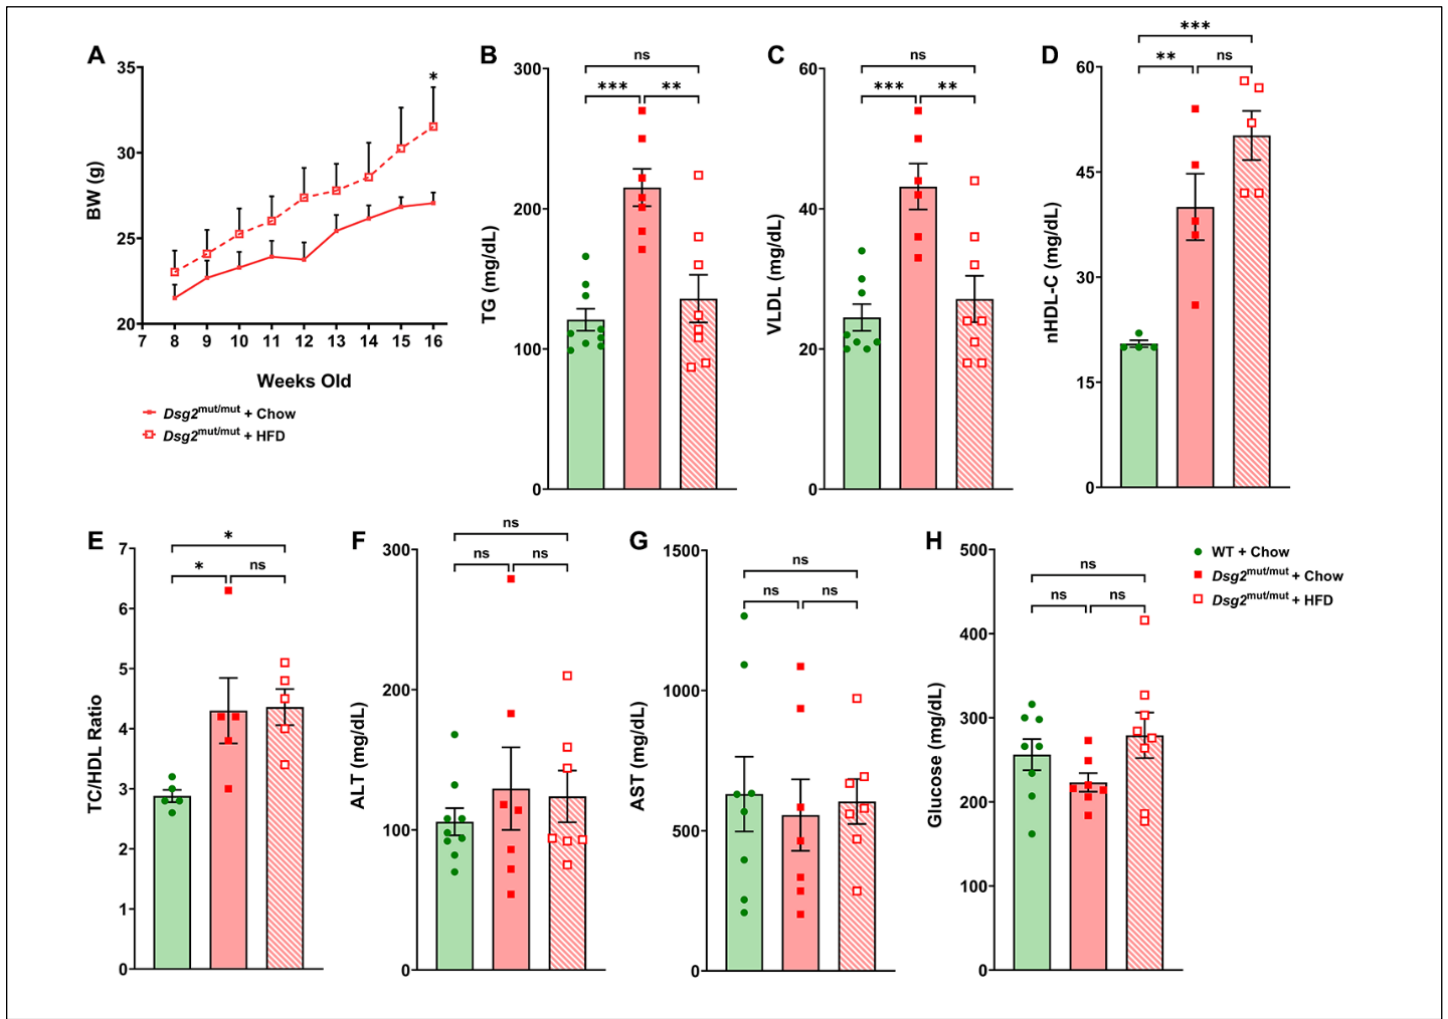 A
BW (g)
35
30
25
20
7 8 9 10 11 12 13 14 15 16
*
Weeks Old
Dsg2mut/mut + Chow
Dsg2mut/mut + HFD
B
TG (mg/dL)
300
200
100
0
ns
*** **
C
VLDL (mg/dL)
60
40
20
0
ns
*** **
D
nHDL-C (mg/dL)
60
45
30
15
0
***
** ns
E
TC/HDL Ratio
7
6
5
4
3
2
1
0
*
* ns
F
ALT (mg/dL)
300
200
100
0
ns
ns ns
G
AST (mg/dL)
1500
1000
500
0
ns
ns ns
H
Glucose (mg/dL)
500
400
300
200
100
0
ns
ns ns
WT + Chow
Dsg2mut/mut + Chow
Dsg2mut/mut + HFD